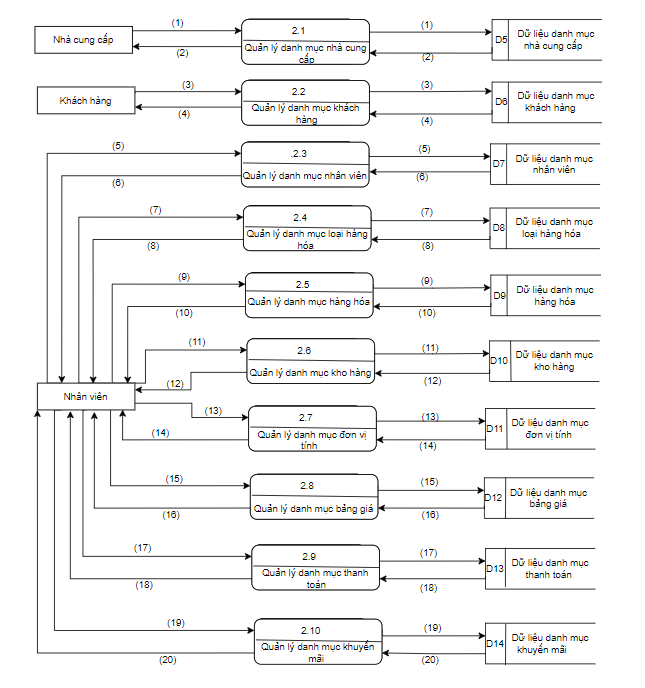 (1)
2.1
(1)
Nhà cung cấp
(2)
Quản lý danh mục nhà cung
cấp
(2)
D5
Dữ liệu danh mục
nhà cung cấp
(3)
2.2
(3)
Khách hàng
(4)
Quản lý danh mục khách
hàng
(4)
D6
Dữ liệu danh mục
khách hàng
(5)
.2.3
(5)
(6)
Quản lý danh mục nhân viên
(6)
D7
Dữ liệu danh mục
nhân viên
(7)
2.4
(7)
(8)
Quản lý danh mục loại hàng
hóa
(8)
D8
Dữ liệu danh mục
loại hàng hóa
(9)
2.5
(9)
(10)
Quản lý danh mục hàng hóa
(10)
D9
Dữ liệu danh mục
hàng hóa
(11)
2.6
(11)
(12)
Quản lý danh mục kho hàng
(12)
D10
Dữ liệu danh mục
kho hàng
Nhân viên
(13)
2.7
(13)
(14)
Quản lý danh mục đơn vị
tính
(14)
D11
Dữ liệu danh mục
đơn vị tính
(15)
2.8
(15)
(16)
Quản lý danh mục bảng giá
(16)
D12
Dữ liệu danh mục
bảng giá
(17)
2.9
(17)
(18)
Quản lý danh mục thanh
toán
(18)
D13
Dữ liệu danh mục
thanh toán
(19)
2.10
(19)
(20)
Quản lý danh mục khuyến
mãi
(20)
D14
Dữ liệu danh mục
khuyến mãi